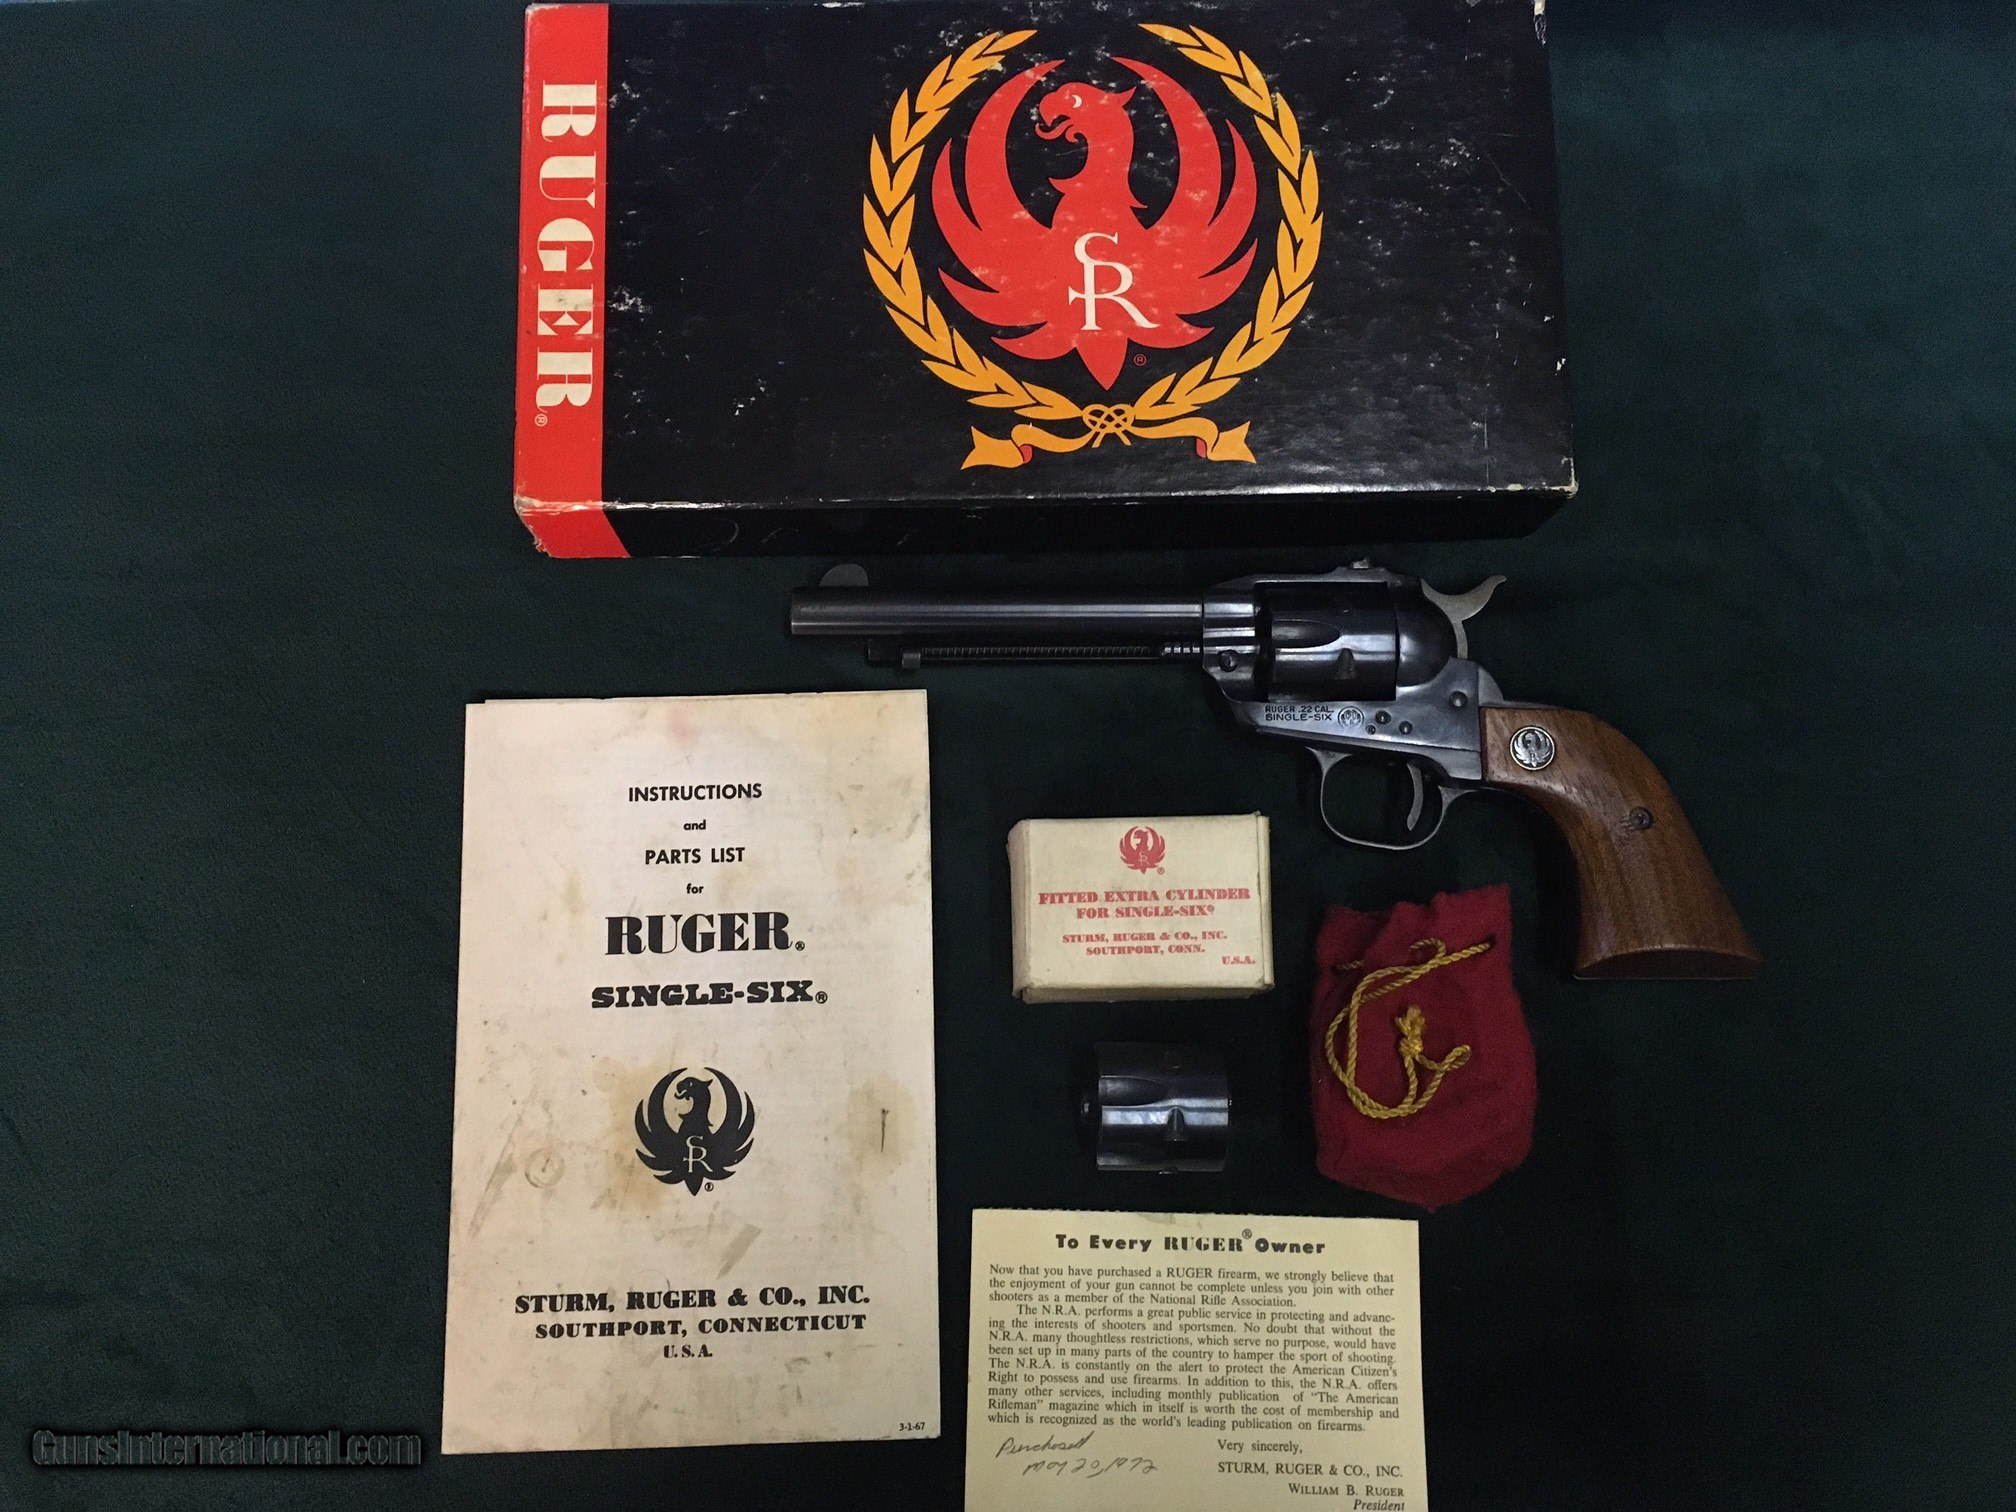 RUGER®
SR
®
RUGER .22 CAL.
SINGLE-SIX
INSTRUCTIONS
and
PARTS LIST
for
RUGER®
SINGLE-SIX®
SR
®
STURM, RUGER & CO., INC.
SOUTHPORT, CONNECTICUT
U.S.A.
3-1-67
SR
®
FITTED EXTRA CYLINDER
FOR SINGLE-SIX®
STURM, RUGER & CO., INC.
SOUTHPORT, CONN.
U.S.A.
To Every RUGER® Owner
Now that you have purchased a RUGER firearm, we strongly believe that
the enjoyment of your gun cannot be complete unless you join with other
shooters as a member of the National Rifle Association.
The N.R.A. performs a great public service in protecting and advanc-
ing the interests of shooters and sportsmen. No doubt that without the
N.R.A. many thoughtless restrictions, which serve no purpose, would have
been set up in many parts of the country to hamper the sport of shooting.
The N.R.A. is constantly on the alert to protect the American Citizen's
Right to possess and use firearms. In addition to this, the N.R.A. offers
many other services, including monthly publication of "The American
Rifleman" magazine which in itself is worth the cost of membership and
which is recognized as the world's leading publication on firearms.
Very sincerely,
STURM, RUGER & CO., INC.
WILLIAM B. RUGER
President
Purchased
May 20, 1972
GunsInternational.com